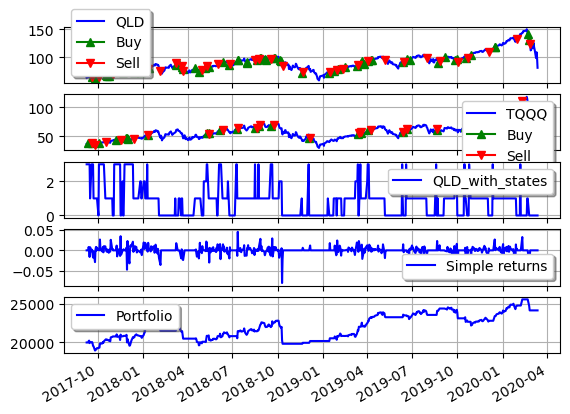 QLD
Buy
Sell
100
150
TQQQ
Buy
Sell
50
100
QLD_with_states
0
2
Simple returns
0.05
0.00
−0.05
Portfolio
25000
20000
2017-10
2018-01
2018-04
2018-07
2018-10
2019-01
2019-04
2019-07
2019-10
2020-01
2020-04